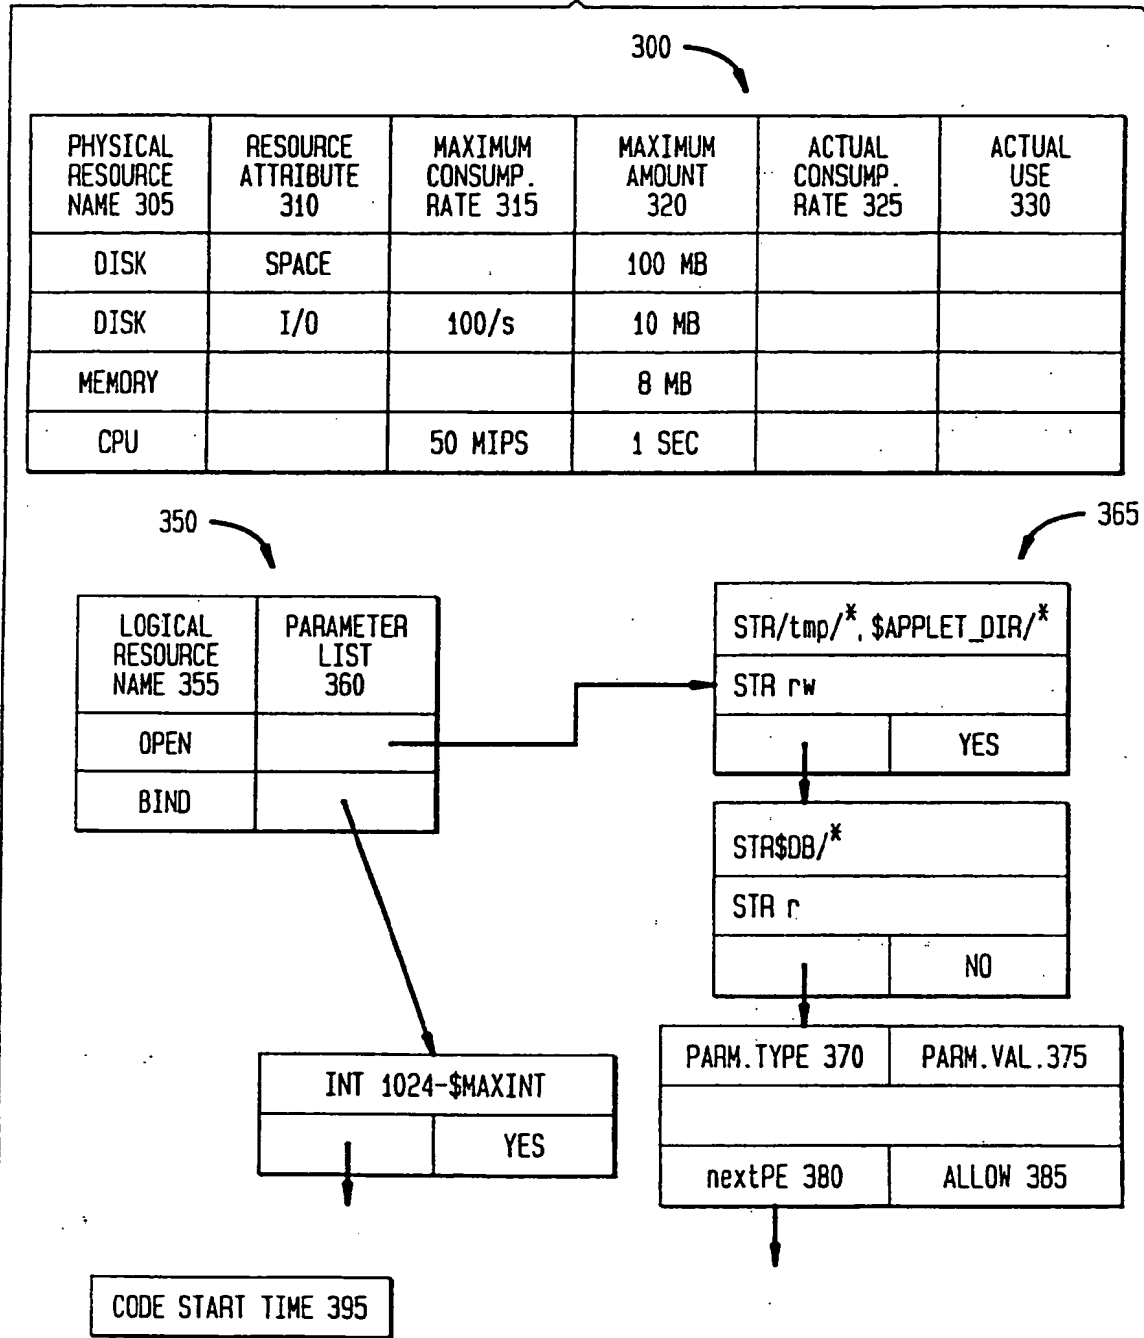 300
PHYSICAL RESOURCE NAME 305 RESOURCE ATTRIBUTE 310 MAXIMUM CONSUMP. RATE 315 MAXIMUM AMOUNT 320 ACTUAL CONSUMP. RATE 325 ACTUAL USE 330
DISK SPACE 100 MB
DISK I/O 100/s 10 MB
MEMORY 8 MB
CPU 50 MIPS 1 SEC
350
365
LOGICAL RESOURCE NAME 355 PARAMETER LIST 360
OPEN
BIND
STR/tmp/*, $APPLET_DIR/*
STR rw
YES
STR$DB/*
STR r
NO
PARM.TYPE 370 PARM.VAL.375
nextPE 380 ALLOW 385
INT 1024-$MAXINT
YES
CODE START TIME 395